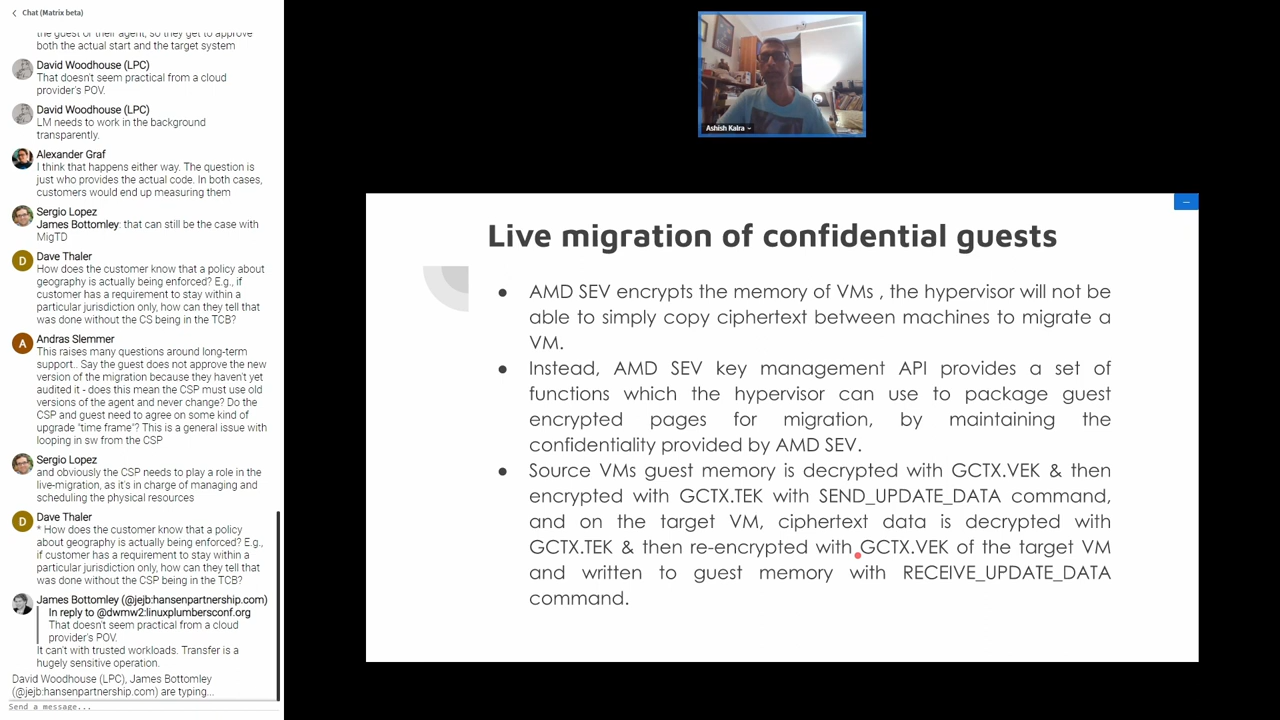 Chat (Matrix beta)
the guest or their agent, so they get to approve
both the actual start and the target system
David Woodhouse (LPC)
That doesn't seem practical from a cloud
provider's POV.
David Woodhouse (LPC)
LM needs to work in the background
transparently.
Alexander Graf
I think that happens either way. The question is
just who provides the actual code. In both cases,
customers would end up measuring them
Sergio Lopez
James Bottomley: that can still be the case with
MigTD
D
Dave Thaler
How does the customer know that a policy about
geography is actually being enforced? E.g., if
customer has a requirement to stay within a
particular jurisdiction only, how can they tell that
was done without the CS being in the TCB?
A
Andras Slemmer
This raises many questions around long-term
support.. Say the guest does not approve the new
version of the migration because they haven't yet
audited it - does this mean the CSP must use old
versions of the agent and never change? Do the
CSP and guest need to agree on some kind of
upgrade "time frame"? This is a general issue with
looping in sw from the CSP
Sergio Lopez
and obviously the CSP needs to play a role in the
live-migration, as it's in charge of managing and
scheduling the physical resources
D
Dave Thaler
* How does the customer know that a policy
about geography is actually being enforced? E.g.,
if customer has a requirement to stay within a
particular jurisdiction only, how can they tell that
was done without the CSP being in the TCB?
James Bottomley (@jejb:hansenpartnership.com)
In reply to @dwmw2:linuxplumbersconf.org
That doesn't seem practical from a cloud
provider's POV.
It can't with trusted workloads. Transfer is a
hugely sensitive operation.
David Woodhouse (LPC), James Bottomley
(@jejb:hansenpartnership.com) are typing...
Send a message...
Ashish Kalra
Live migration of confidential guests
● AMD SEV encrypts the memory of VMs , the hypervisor will not be
able to simply copy ciphertext between machines to migrate a
VM.
● Instead, AMD SEV key management API provides a set of
functions which the hypervisor can use to package guest
encrypted pages for migration, by maintaining the
confidentiality provided by AMD SEV.
● Source VMs guest memory is decrypted with GCTX.VEK & then
encrypted with GCTX.TEK with SEND_UPDATE_DATA command,
and on the target VM, ciphertext data is decrypted with
GCTX.TEK & then re-encrypted with GCTX.VEK of the target VM
and written to guest memory with RECEIVE_UPDATE_DATA
command.